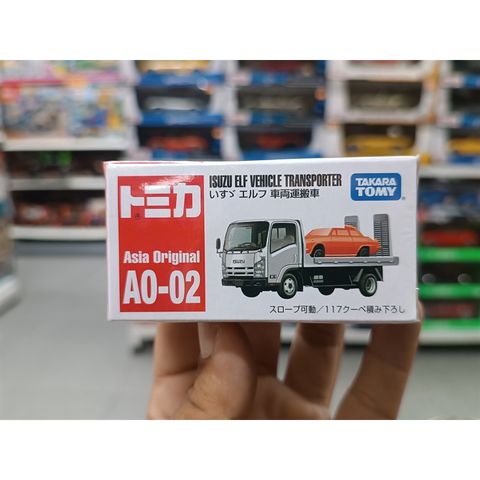 トミカ
Asia Original
AO-02
ISUZU ELF VEHICLE TRANSPORTER
いすゞ エルフ 車両運搬車
TAKARA
TOMY
ISUZU
スロープ可動/117クーペ積み下ろし